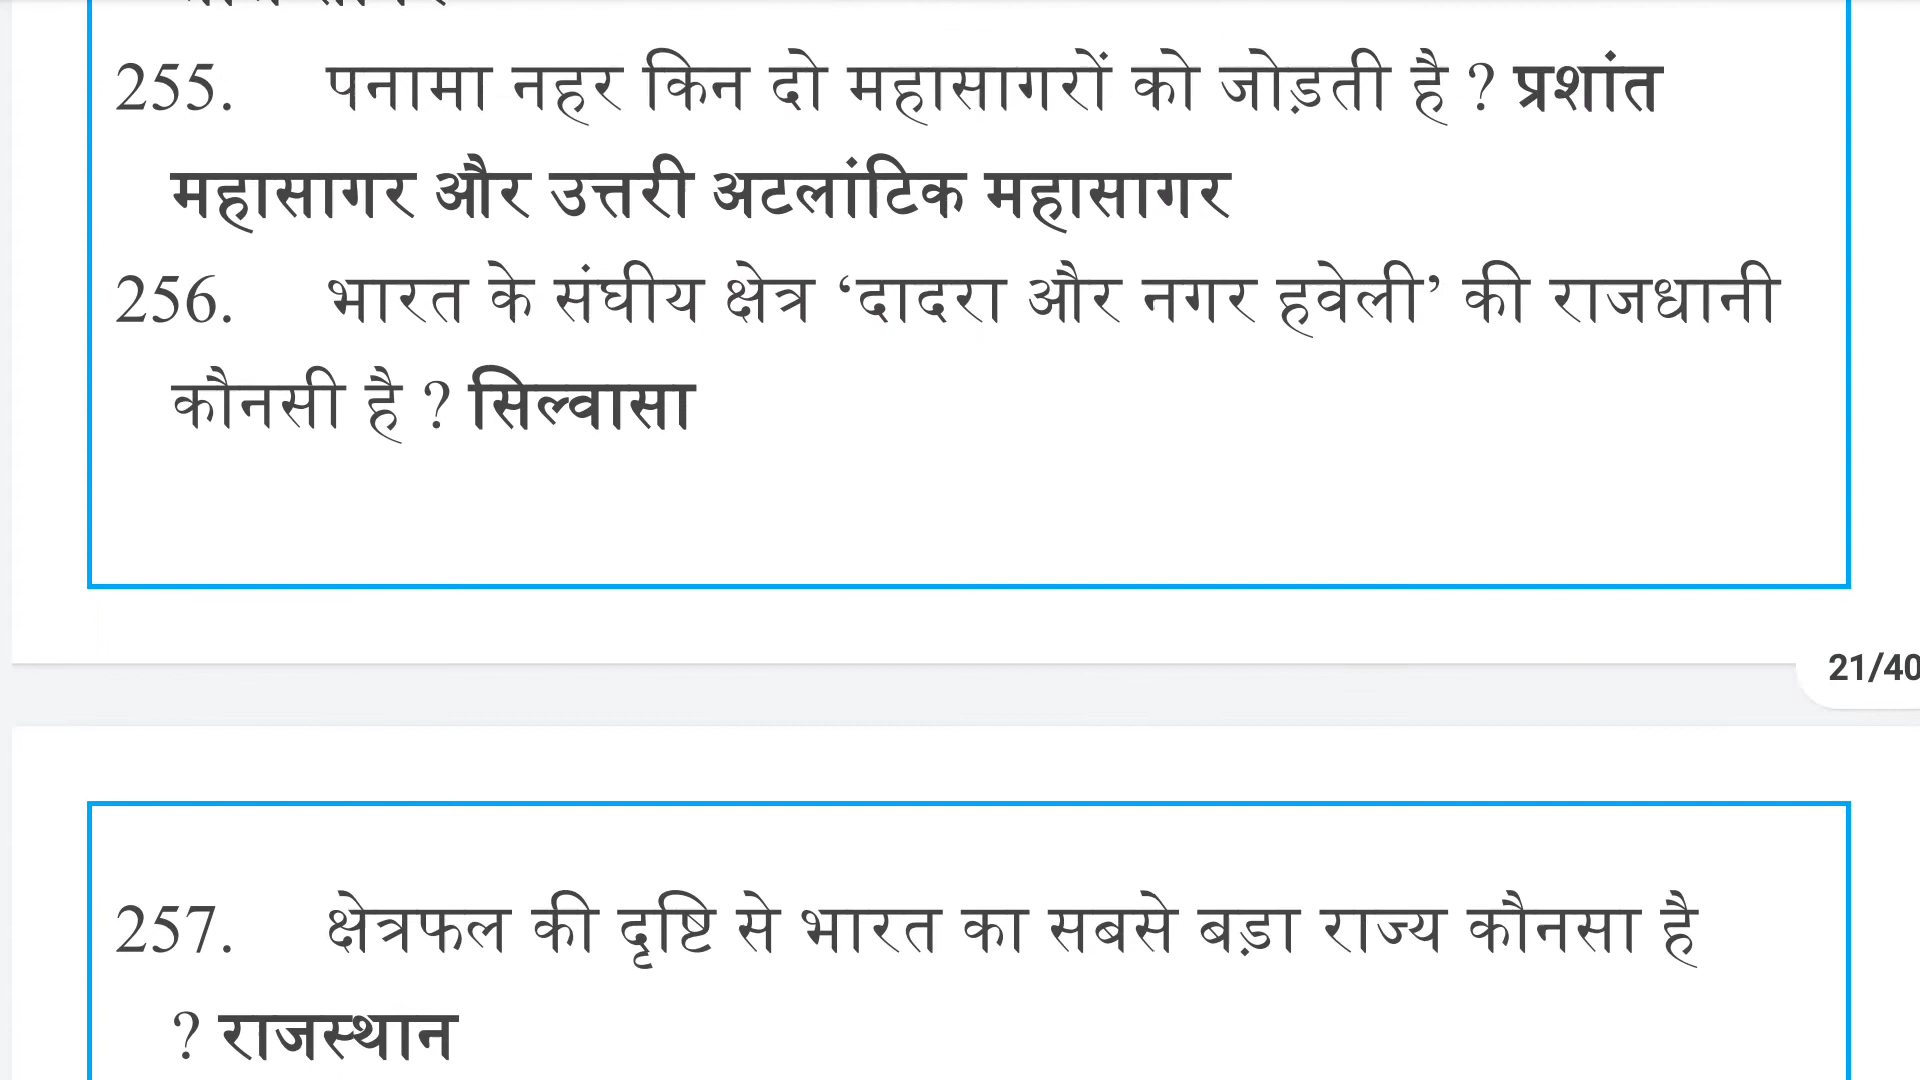 255. पनामा नहर किन दो महासागरों को जोड़ती है ? प्रशांत
महासागर और उत्तरी अटलांटिक महासागर
256. भारत के संघीय क्षेत्र ‘दादरा और नगर हवेली’ की राजधानी
कौनसी है ? सिल्वासा
21/40
257. क्षेत्रफल की दृष्टि से भारत का सबसे बड़ा राज्य कौनसा है
? राजस्थान